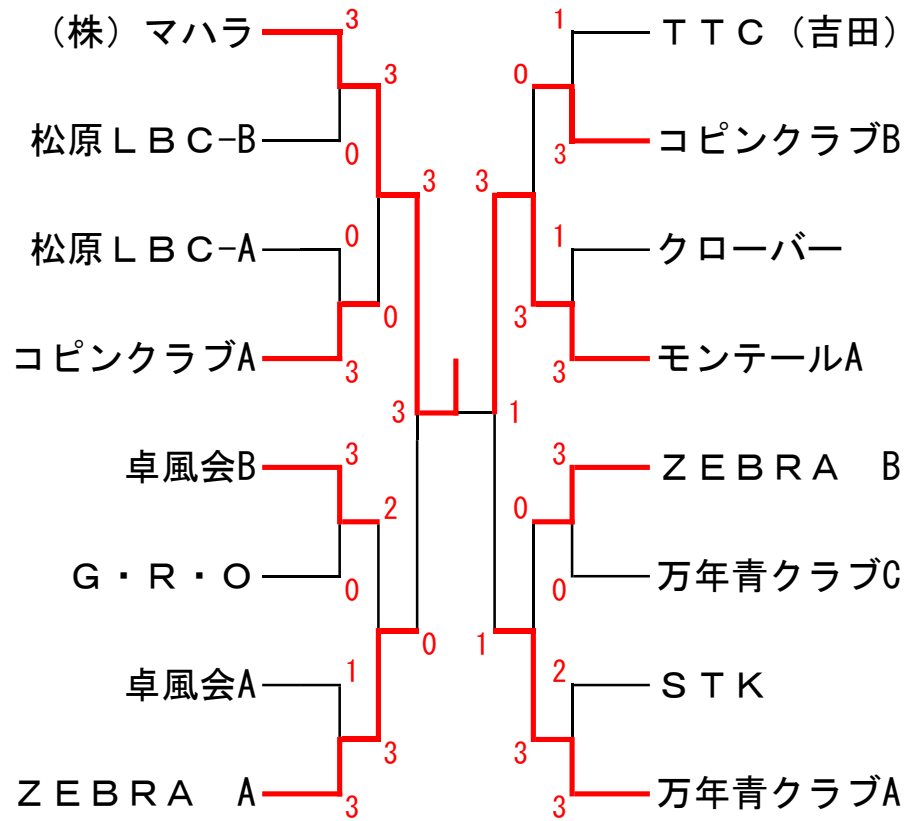 （株）マハラ
松原ＬＢＣ-B
松原ＬＢＣ-A
コピンクラブA
卓風会B
Ｇ・Ｒ・Ｏ
卓風会A
ＺＥＢＲＡ　A
3
0
0
3
3
0
1
3
3
0
2
3
3
0
3
1
3
1
0
3
0
3
1
3
1
3
3
0
2
3
ＴＴＣ（吉田）
コピンクラブB
クローバー
モンテールA
ＺＥＢＲＡ　B
万年青クラブC
ＳＴＫ
万年青クラブA